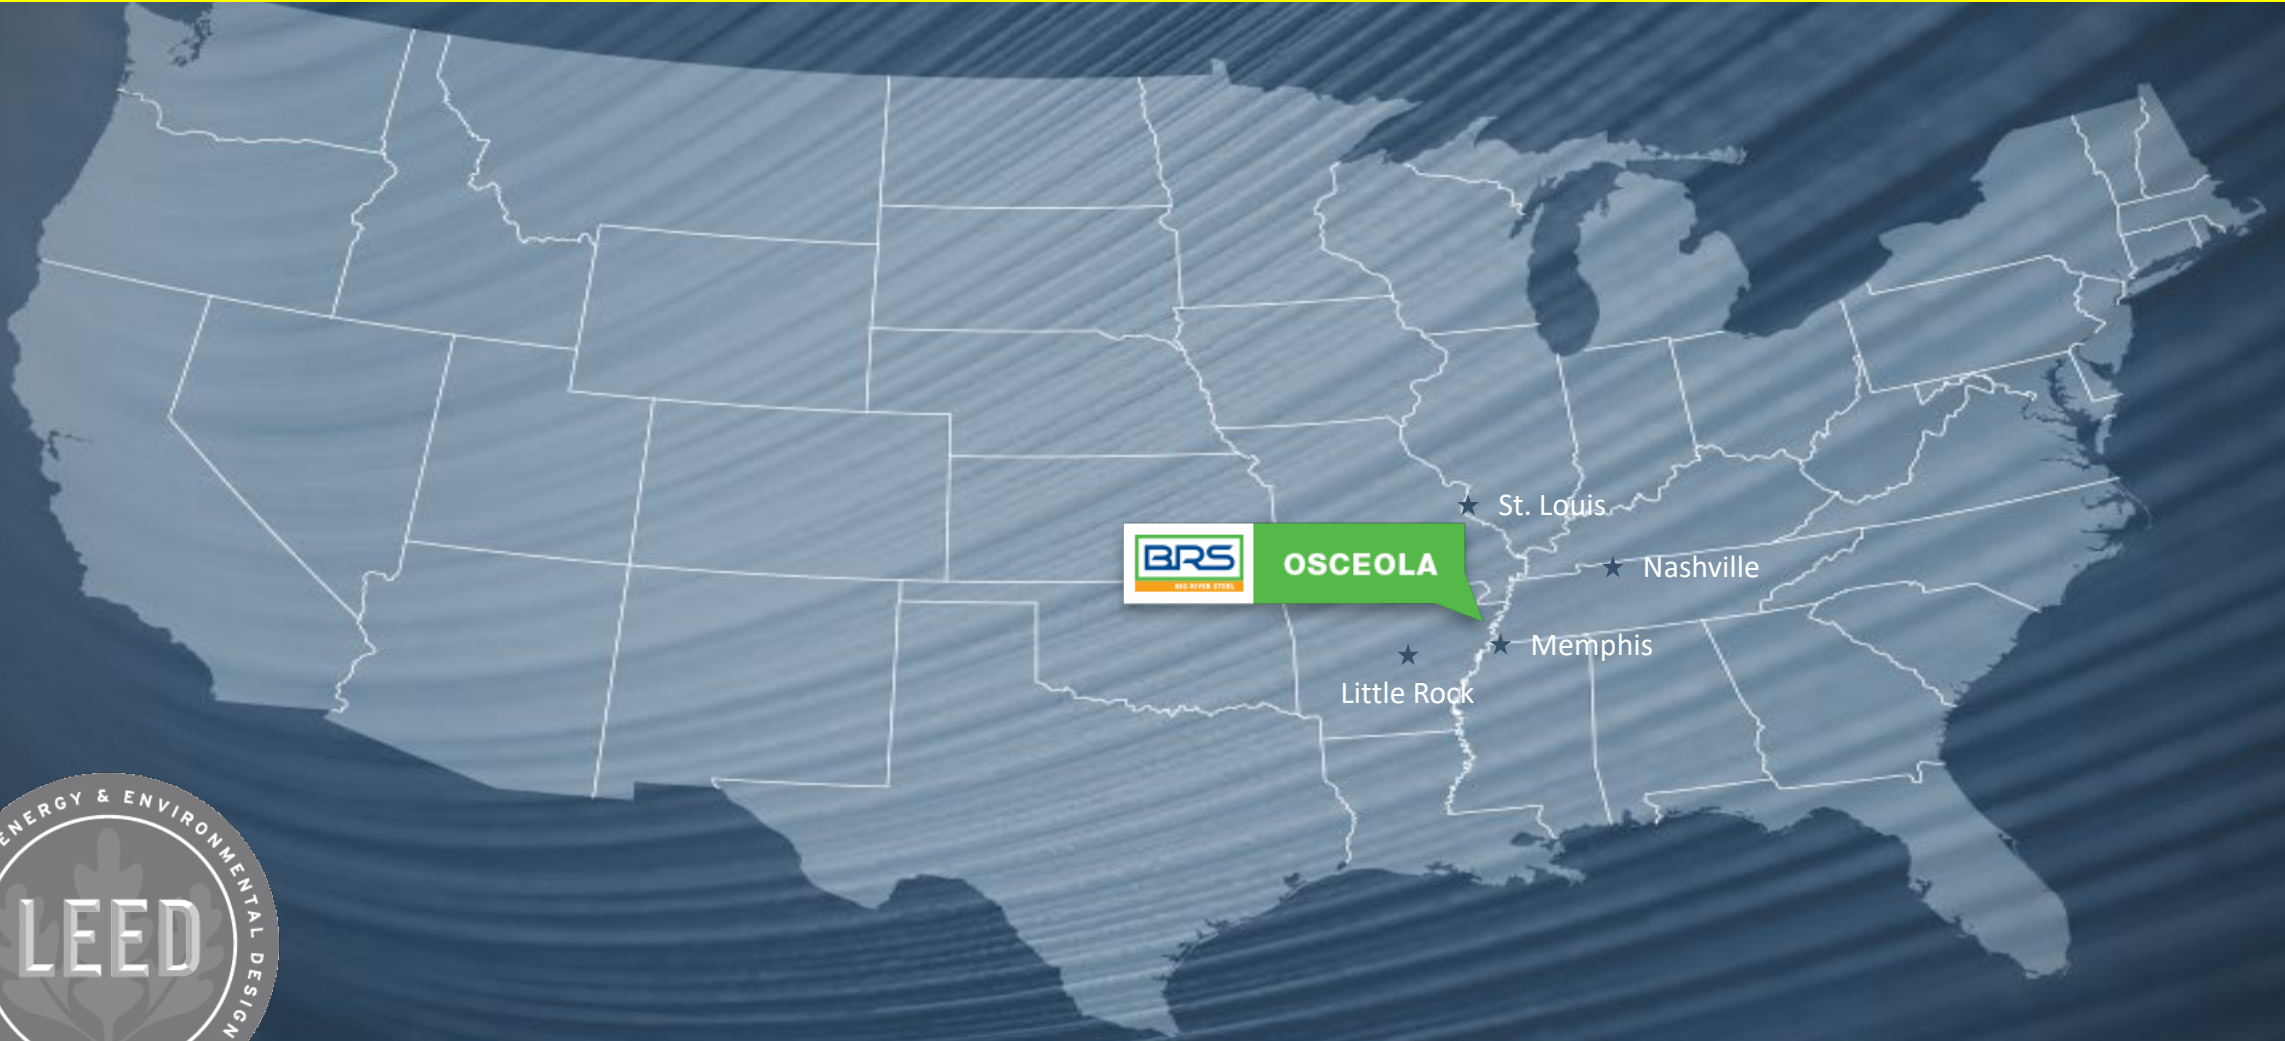 St. Louis
BRS
BIG RIVER STEEL
OSCEOLA
Nashville
Memphis
Little Rock
ENERGY & ENVIRONMENTAL DESIGN
LEED